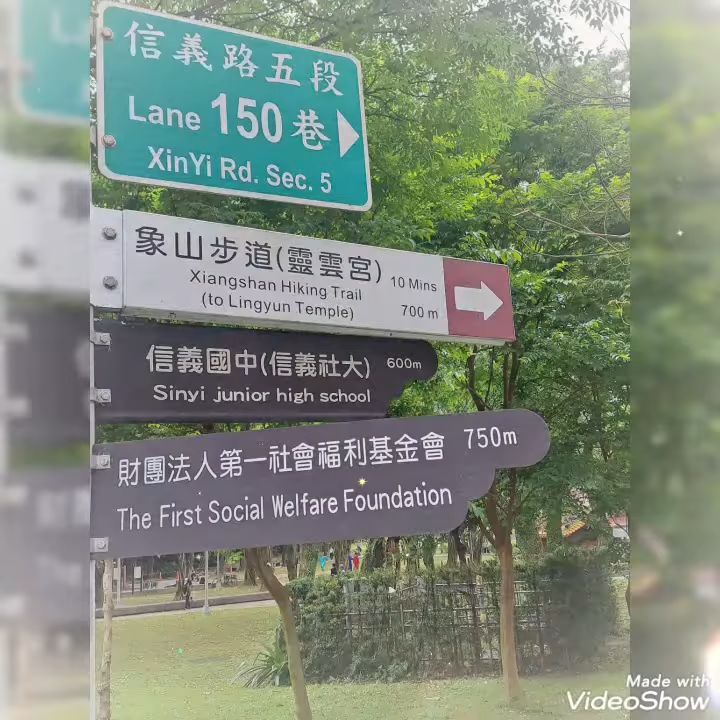 信義路五段
Lane 150 巷
XinYi Rd. Sec. 5
象山步道(靈雲宮)
Xiangshan Hiking Trail
(to Lingyun Temple)
10 Mins
700 m
信義國中(信義社大) 600m
Sinyi junior high school
財團法人第一社會福利基金會 750m
The First Social Welfare Foundation
Made with
VideoShow